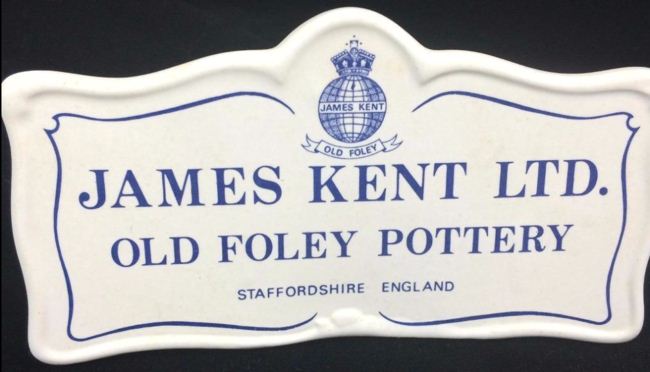 JAMES KENT
OLD FOLEY
JAMES KENT LTD.
OLD FOLEY POTTERY
STAFFORDSHIRE ENGLAND